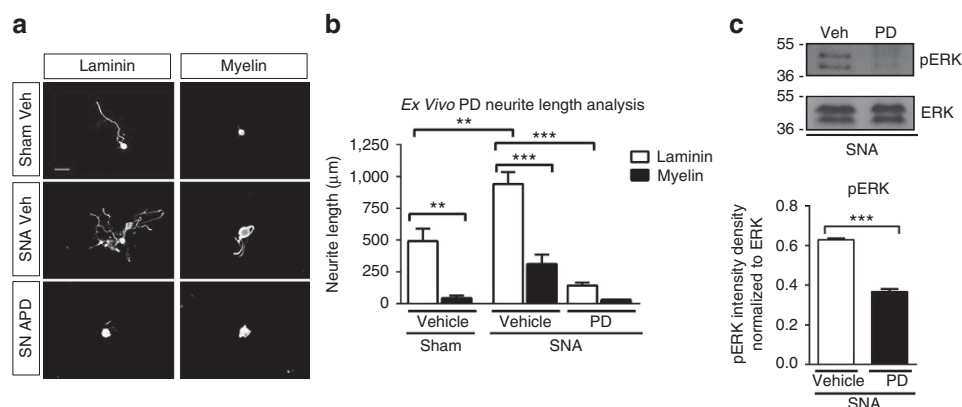 a
Laminin
Myelin
Sham Veh
SNA Veh
SN APD
b
Ex Vivo PD neurite length analysis
Neurite length (μm)
1,250
1,000
750
500
250
0
**
**
***
***
Laminin
Myelin
Vehicle
Vehicle
PD
Sham
SNA
c
Veh
PD
55
36
pERK
55
36
ERK
SNA
pERK
pERK intensity density
normalized to ERK
0.8
0.6
0.4
0.2
0.0
***
Vehicle
PD
SNA